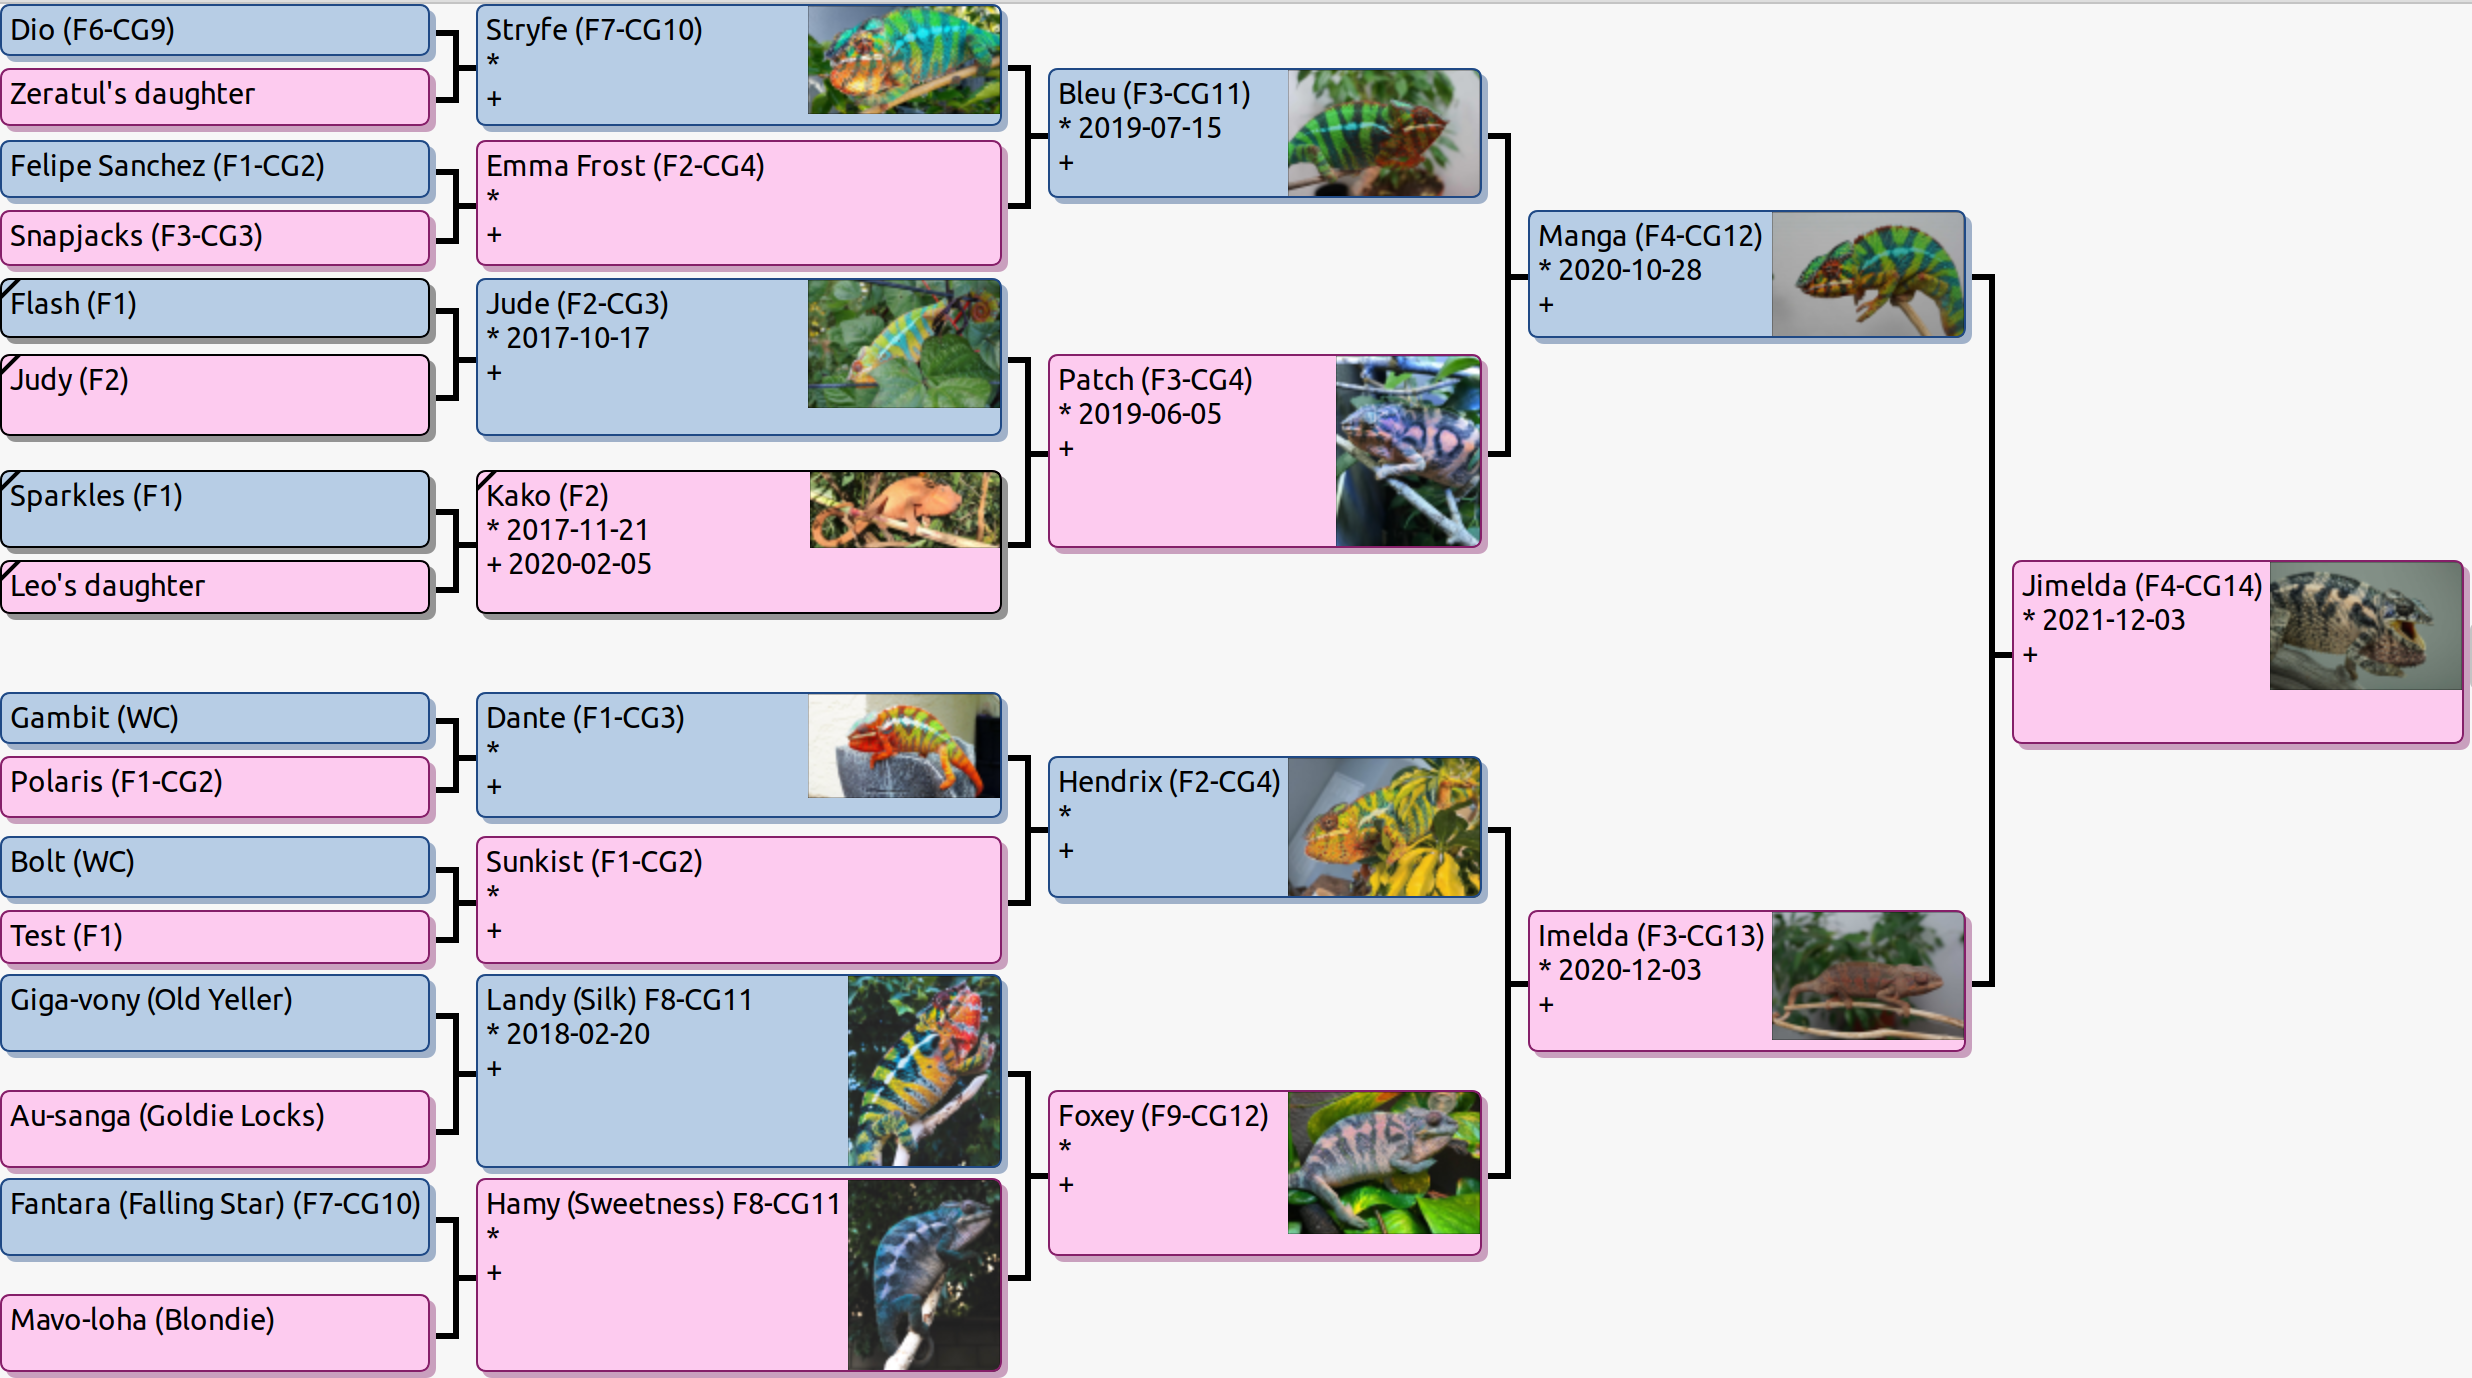 Dio (F6-CG9)
Zeratul's daughter
Felipe Sanchez (F1-CG2)
Snapjacks (F3-CG3)
Flash (F1)
Judy (F2)
Sparkles (F1)
Leo's daughter
Gambit (WC)
Polaris (F1-CG2)
Bolt (WC)
Test (F1)
Giga-vony (Old Yeller)
Au-sanga (Goldie Locks)
Fantara (Falling Star) (F7-CG10)
Mavo-loha (Blondie)
Stryfe (F7-CG10)
*
+
Emma Frost (F2-CG4)
*
+
Jude (F2-CG3)
* 2017-10-17
+
Kako (F2)
* 2017-11-21
+ 2020-02-05
Dante (F1-CG3)
*
+
Sunkist (F1-CG2)
*
+
Landy (Silk) F8-CG11
* 2018-02-20
+
Hamy (Sweetness) F8-CG11
*
+
Bleu (F3-CG11)
* 2019-07-15
+
Patch (F3-CG4)
* 2019-06-05
+
Hendrix (F2-CG4)
*
+
Foxey (F9-CG12)
*
+
Manga (F4-CG12)
* 2020-10-28
+
Imelda (F3-CG13)
* 2020-12-03
+
Jimelda (F4-CG14)
* 2021-12-03
+